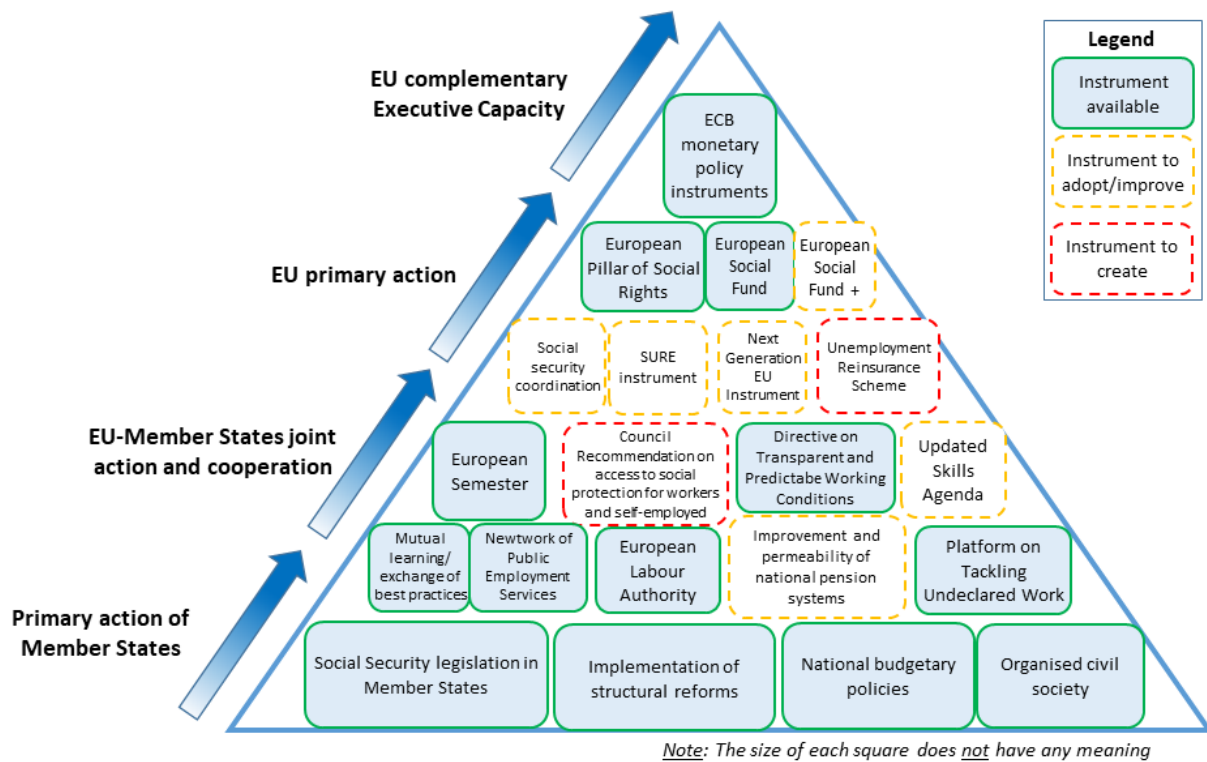 EU complementary
Executive Capacity
EU primary action
EU-Member States joint
action and cooperation
Primary action of
Member States
ECB
monetary
policy
instruments
European
Pillar of Social
Rights
European
Social
Fund
European
Social
Fund +
Social
security
coordination
SURE
instrument
Next
Generation
EU
Instrument
Unemployment
Reinsurance
Scheme
European
Semester
Council
Recommendation on
access to social
protection for workers
and self-employed
Directive on
Transparent and
Predictabe Working
Conditions
Updated
Skills
Agenda
Mutual
learning/
exchange of
best practices
Newtwork of
Public
Employment
Services
European
Labour
Authority
Improvement and
permeability of
national pension
systems
Platform on
Tackling
Undeclared Work
Social Security legislation in
Member States
Implementation of
structural reforms
National budgetary
policies
Organised civil
society
Legend
Instrument
available
Instrument to
adopt/improve
Instrument to
create
Note: The size of each square does not have any meaning